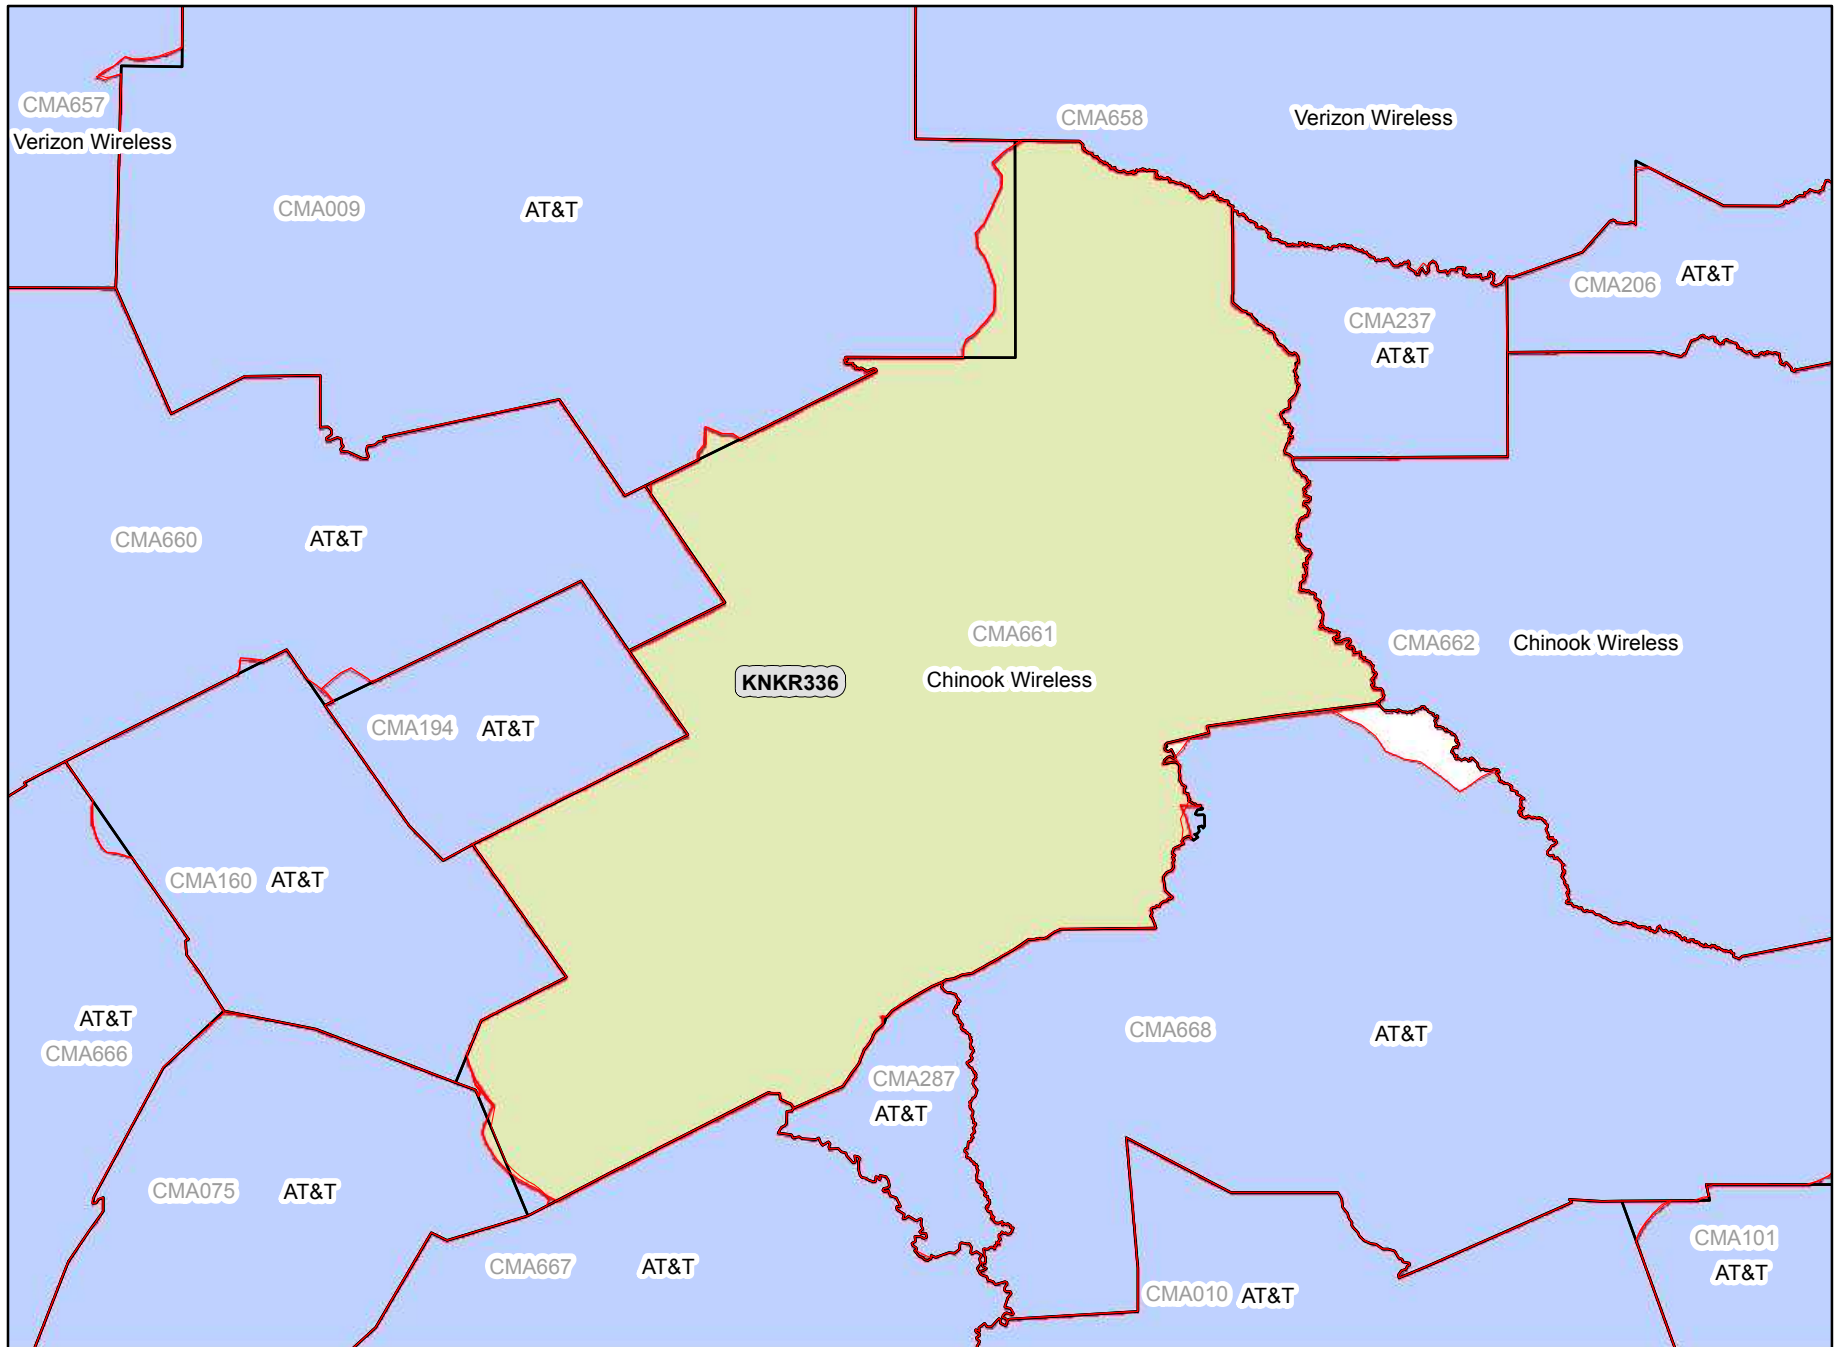 CMA657
Verizon Wireless
CMA658
Verizon Wireless
CMA009
AT&T
CMA206
AT&T
CMA237
AT&T
CMA660
AT&T
CMA661
Chinook Wireless
KNKR336
CMA662
Chinook Wireless
CMA194
AT&T
CMA160
AT&T
AT&T
CMA666
CMA668
AT&T
CMA287
AT&T
CMA075
AT&T
CMA667
AT&T
CMA010
AT&T
CMA101
AT&T